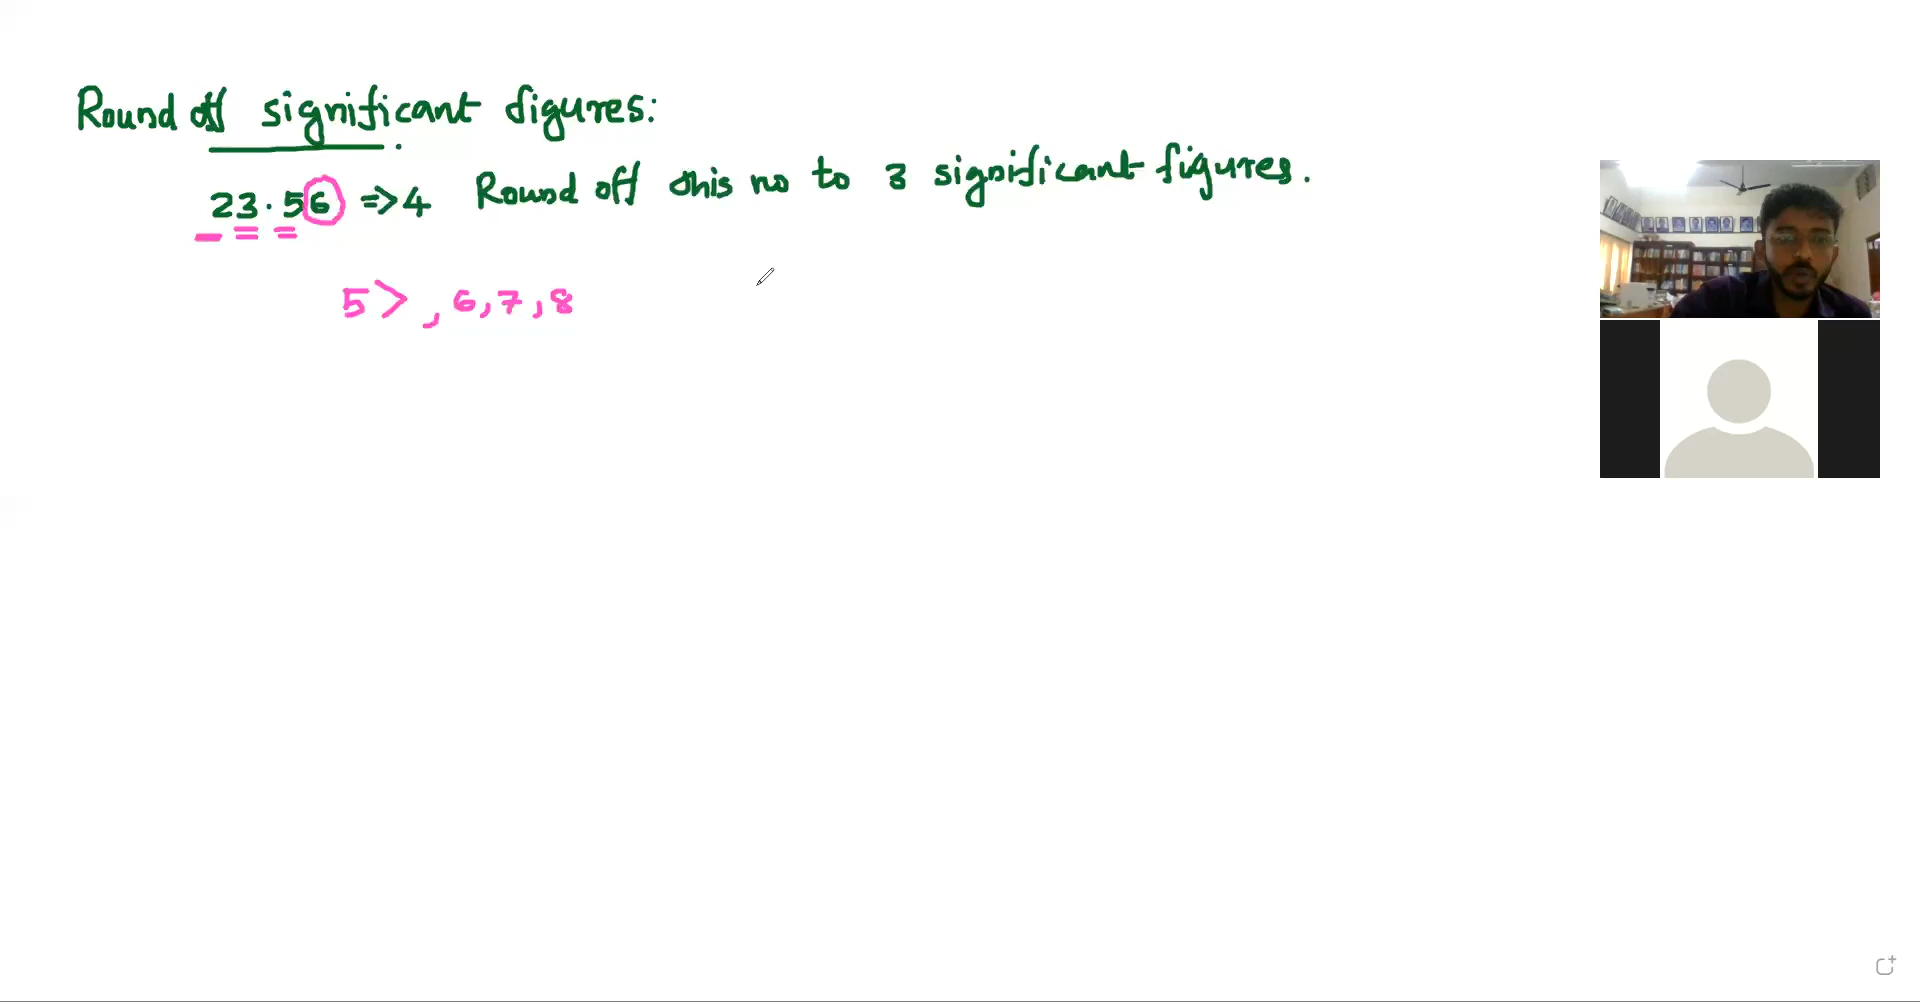 Round off significant figures:
23.56 => 4 Round off this no to 3 significant figures.
5 > , 6, 7, 8